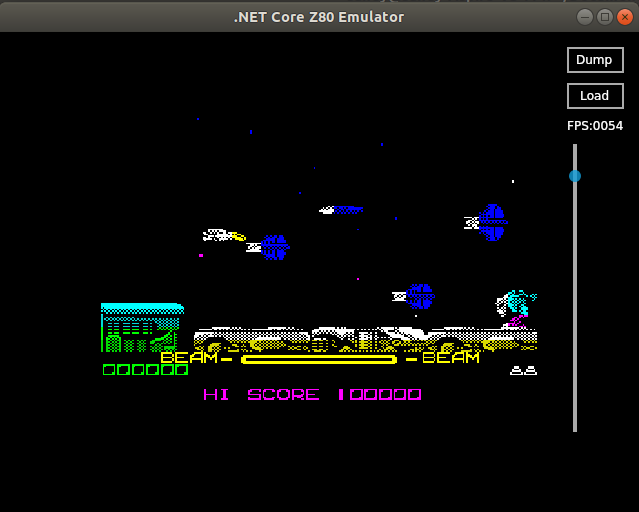 .NET Core Z80 Emulator
Dump
Load
FPS:0054
BEAM- -BEAM
000000
HI SCORE 100000